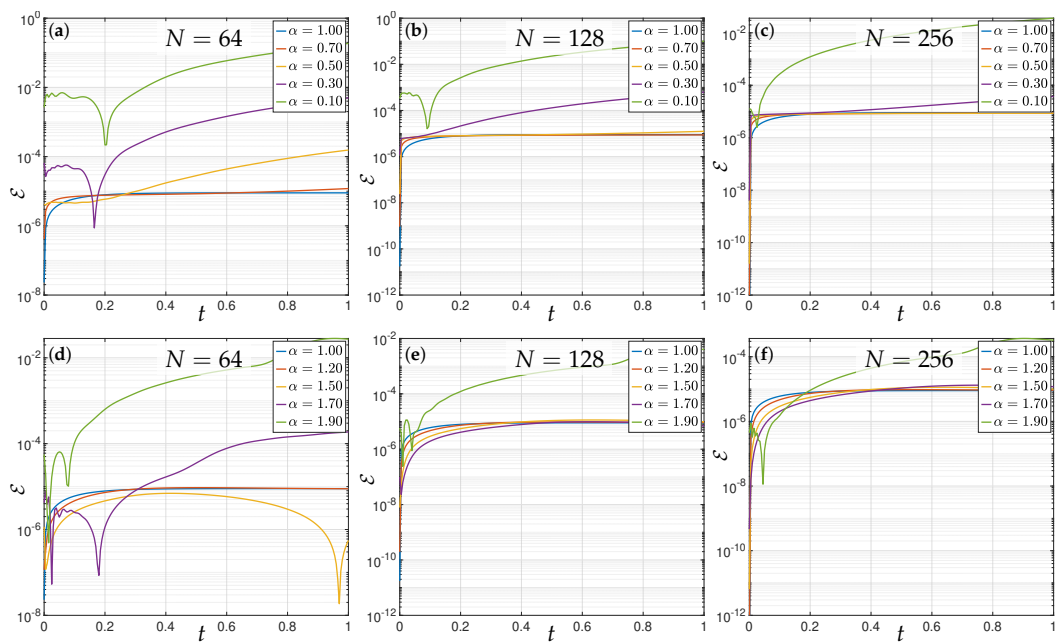 (a) N = 64
α = 1.00
α = 0.70
α = 0.50
α = 0.30
α = 0.10
10^0
10^-2
10^-4
10^-6
10^-8
ℰ
0 0.2 0.4 0.6 0.8 1
t
(b) N = 128
α = 1.00
α = 0.70
α = 0.50
α = 0.30
α = 0.10
10^0
10^-2
10^-4
10^-6
10^-8
10^-10
10^-12
ℰ
0 0.2 0.4 0.6 0.8 1
t
(c) N = 256
α = 1.00
α = 0.70
α = 0.50
α = 0.30
α = 0.10
10^-2
10^-4
10^-6
10^-8
10^-10
10^-12
ℰ
0 0.2 0.4 0.6 0.8 1
t
(d) N = 64
α = 1.00
α = 1.20
α = 1.50
α = 1.70
α = 1.90
10^-2
10^-4
10^-6
10^-8
ℰ
0 0.2 0.4 0.6 0.8 1
t
(e) N = 128
α = 1.00
α = 1.20
α = 1.50
α = 1.70
α = 1.90
10^-2
10^-4
10^-6
10^-8
10^-10
10^-12
ℰ
0 0.2 0.4 0.6 0.8 1
t
(f) N = 256
α = 1.00
α = 1.20
α = 1.50
α = 1.70
α = 1.90
10^-4
10^-6
10^-8
10^-10
10^-12
ℰ
0 0.2 0.4 0.6 0.8 1
t